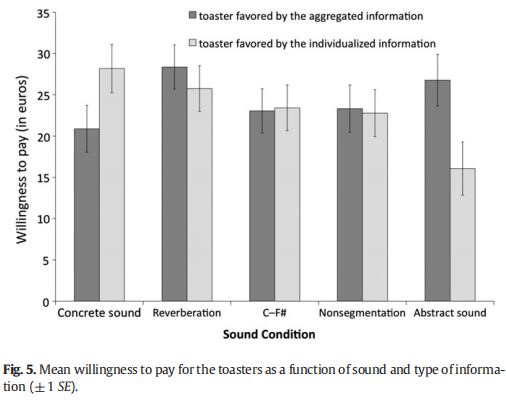 toaster favored by the aggregated information
toaster favored by the individualized information
Willingness to pay (in euros)
35
30
25
20
15
10
5
0
Concrete sound Reverberation C–F# Nonsegmentation Abstract sound
Sound Condition
Fig. 5. Mean willingness to pay for the toasters as a function of sound and type of informa-
tion (± 1 SE).